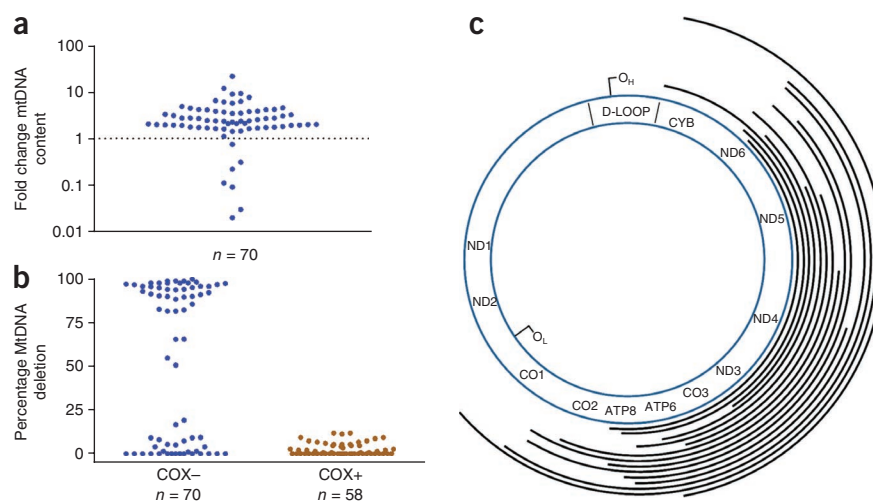 a
Fold change mtDNA
content
100
10
1
0.1
0.01
n = 70
b
Percentage MtDNA
deletion
100
75
50
25
0
COX–
n = 70
COX+
n = 58
c
OH
D-LOOP
CYB
ND6
ND5
ND4
ND3
CO3
ATP6
ATP8
CO2
CO1
OL
ND2
ND1